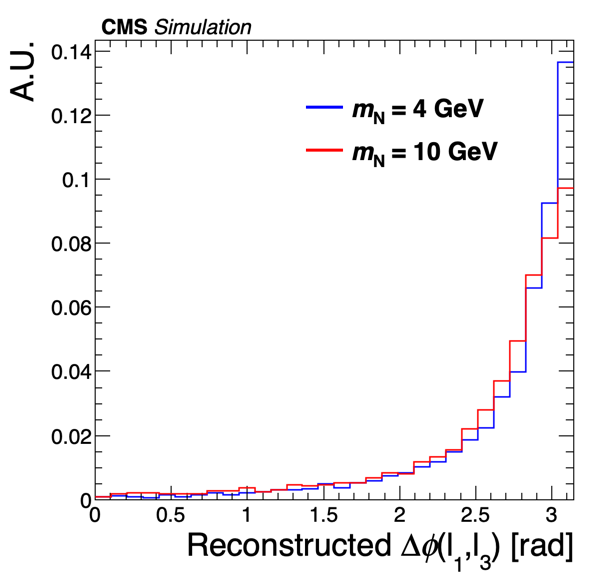 CMS Simulation
A.U.
0.14
0.12
0.1
0.08
0.06
0.04
0.02
0
m_N = 4 GeV
m_N = 10 GeV
0 0.5 1 1.5 2 2.5 3
Reconstructed Δϕ(l_1,l_3) [rad]